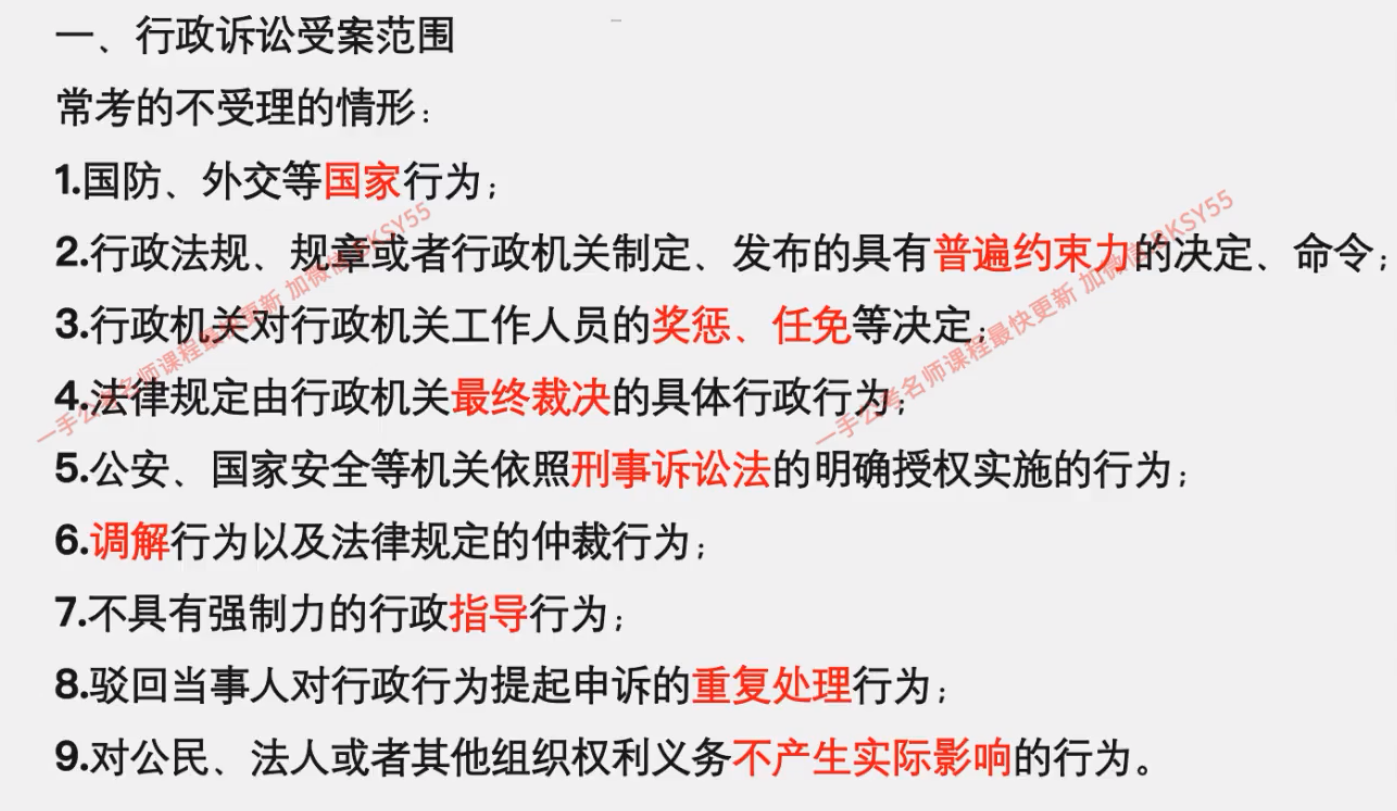 一、行政诉讼受案范围
常考的不受理的情形：
1.国防、外交等国家行为；
2.行政法规、规章或者行政机关制定、发布的具有普遍约束力的决定、命令；
3.行政机关对行政机关工作人员的奖惩、任免等决定；
4.法律规定由行政机关最终裁决的具体行政行为；
5.公安、国家安全等机关依照刑事诉讼法的明确授权实施的行为；
6.调解行为以及法律规定的仲裁行为；
7.不具有强制力的行政指导行为；
8.驳回当事人对行政行为提起申诉的重复处理行为；
9.对公民、法人或者其他组织权利义务不产生实际影响的行为。
一手公考名师课程最快更新 加微信 BKSY55
一手公考名师课程最快更新 加微信 BKSY55